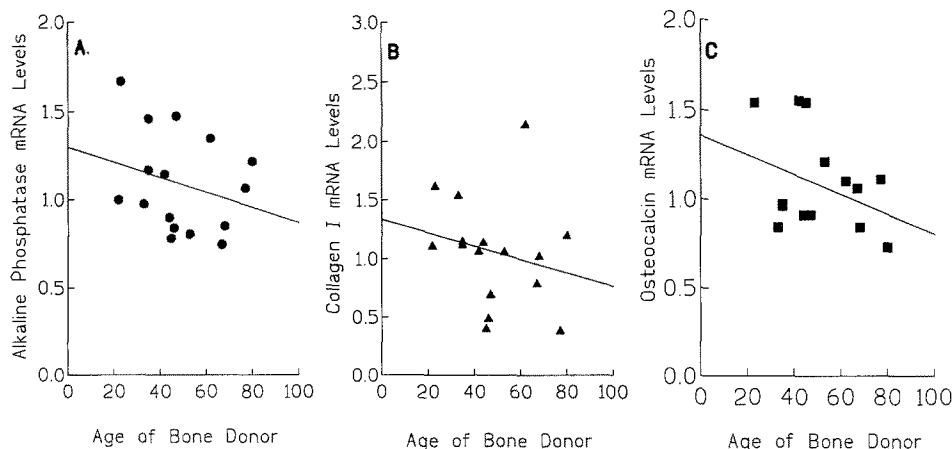 A.
Alkaline Phosphatase mRNA Levels
2.0
1.5
1.0
0.5
0.0
0 20 40 60 80 100
Age of Bone Donor
B
Collagen I mRNA Levels
3.0
2.5
2.0
1.5
1.0
0.5
0.0
0 20 40 60 80 100
Age of Bone Donor
C
Osteocalcin mRNA Levels
2.0
1.5
1.0
0.5
0.0
0 20 40 60 80 100
Age of Bone Donor